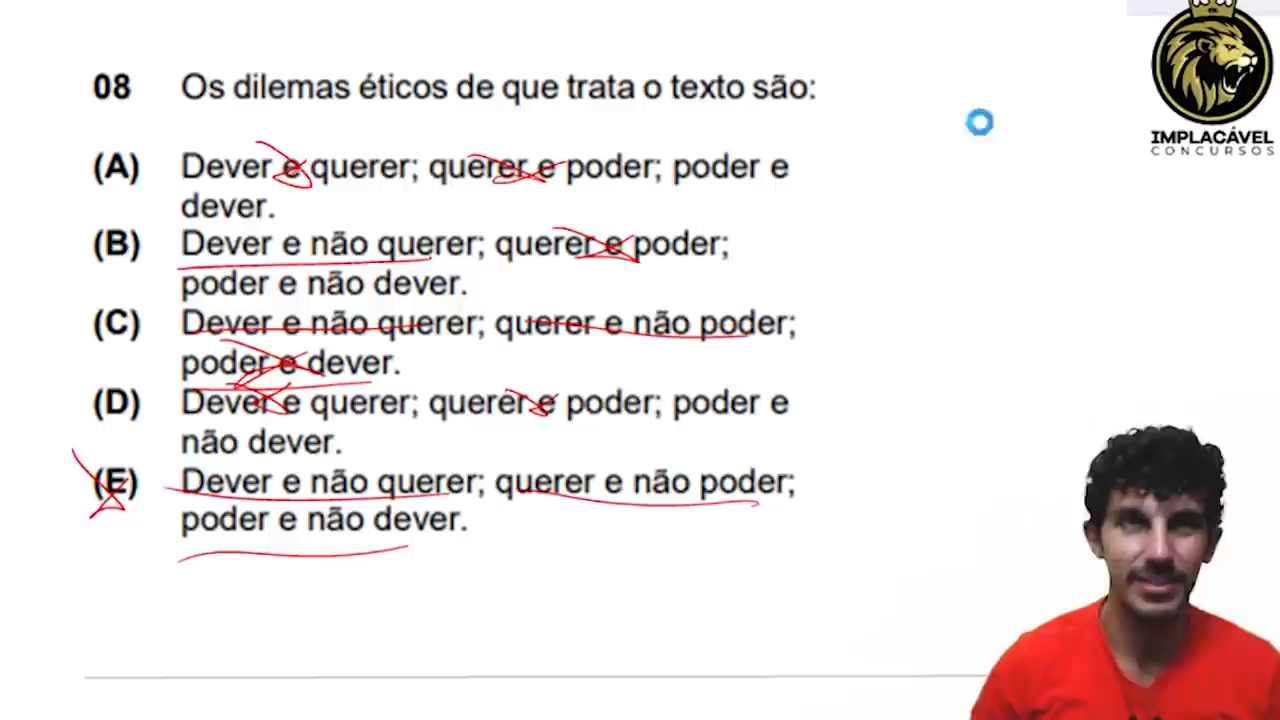 IMPLACÁVEL
CONCURSOS
08 Os dilemas éticos de que trata o texto são:
(A) Dever e querer; querer e poder; poder e
dever.
(B) Dever e não querer; querer e poder;
poder e não dever.
(C) Dever e não querer; querer e não poder;
poder e dever.
(D) Dever e querer; querer e poder; poder e
não dever.
(E) Dever e não querer; querer e não poder;
poder e não dever.